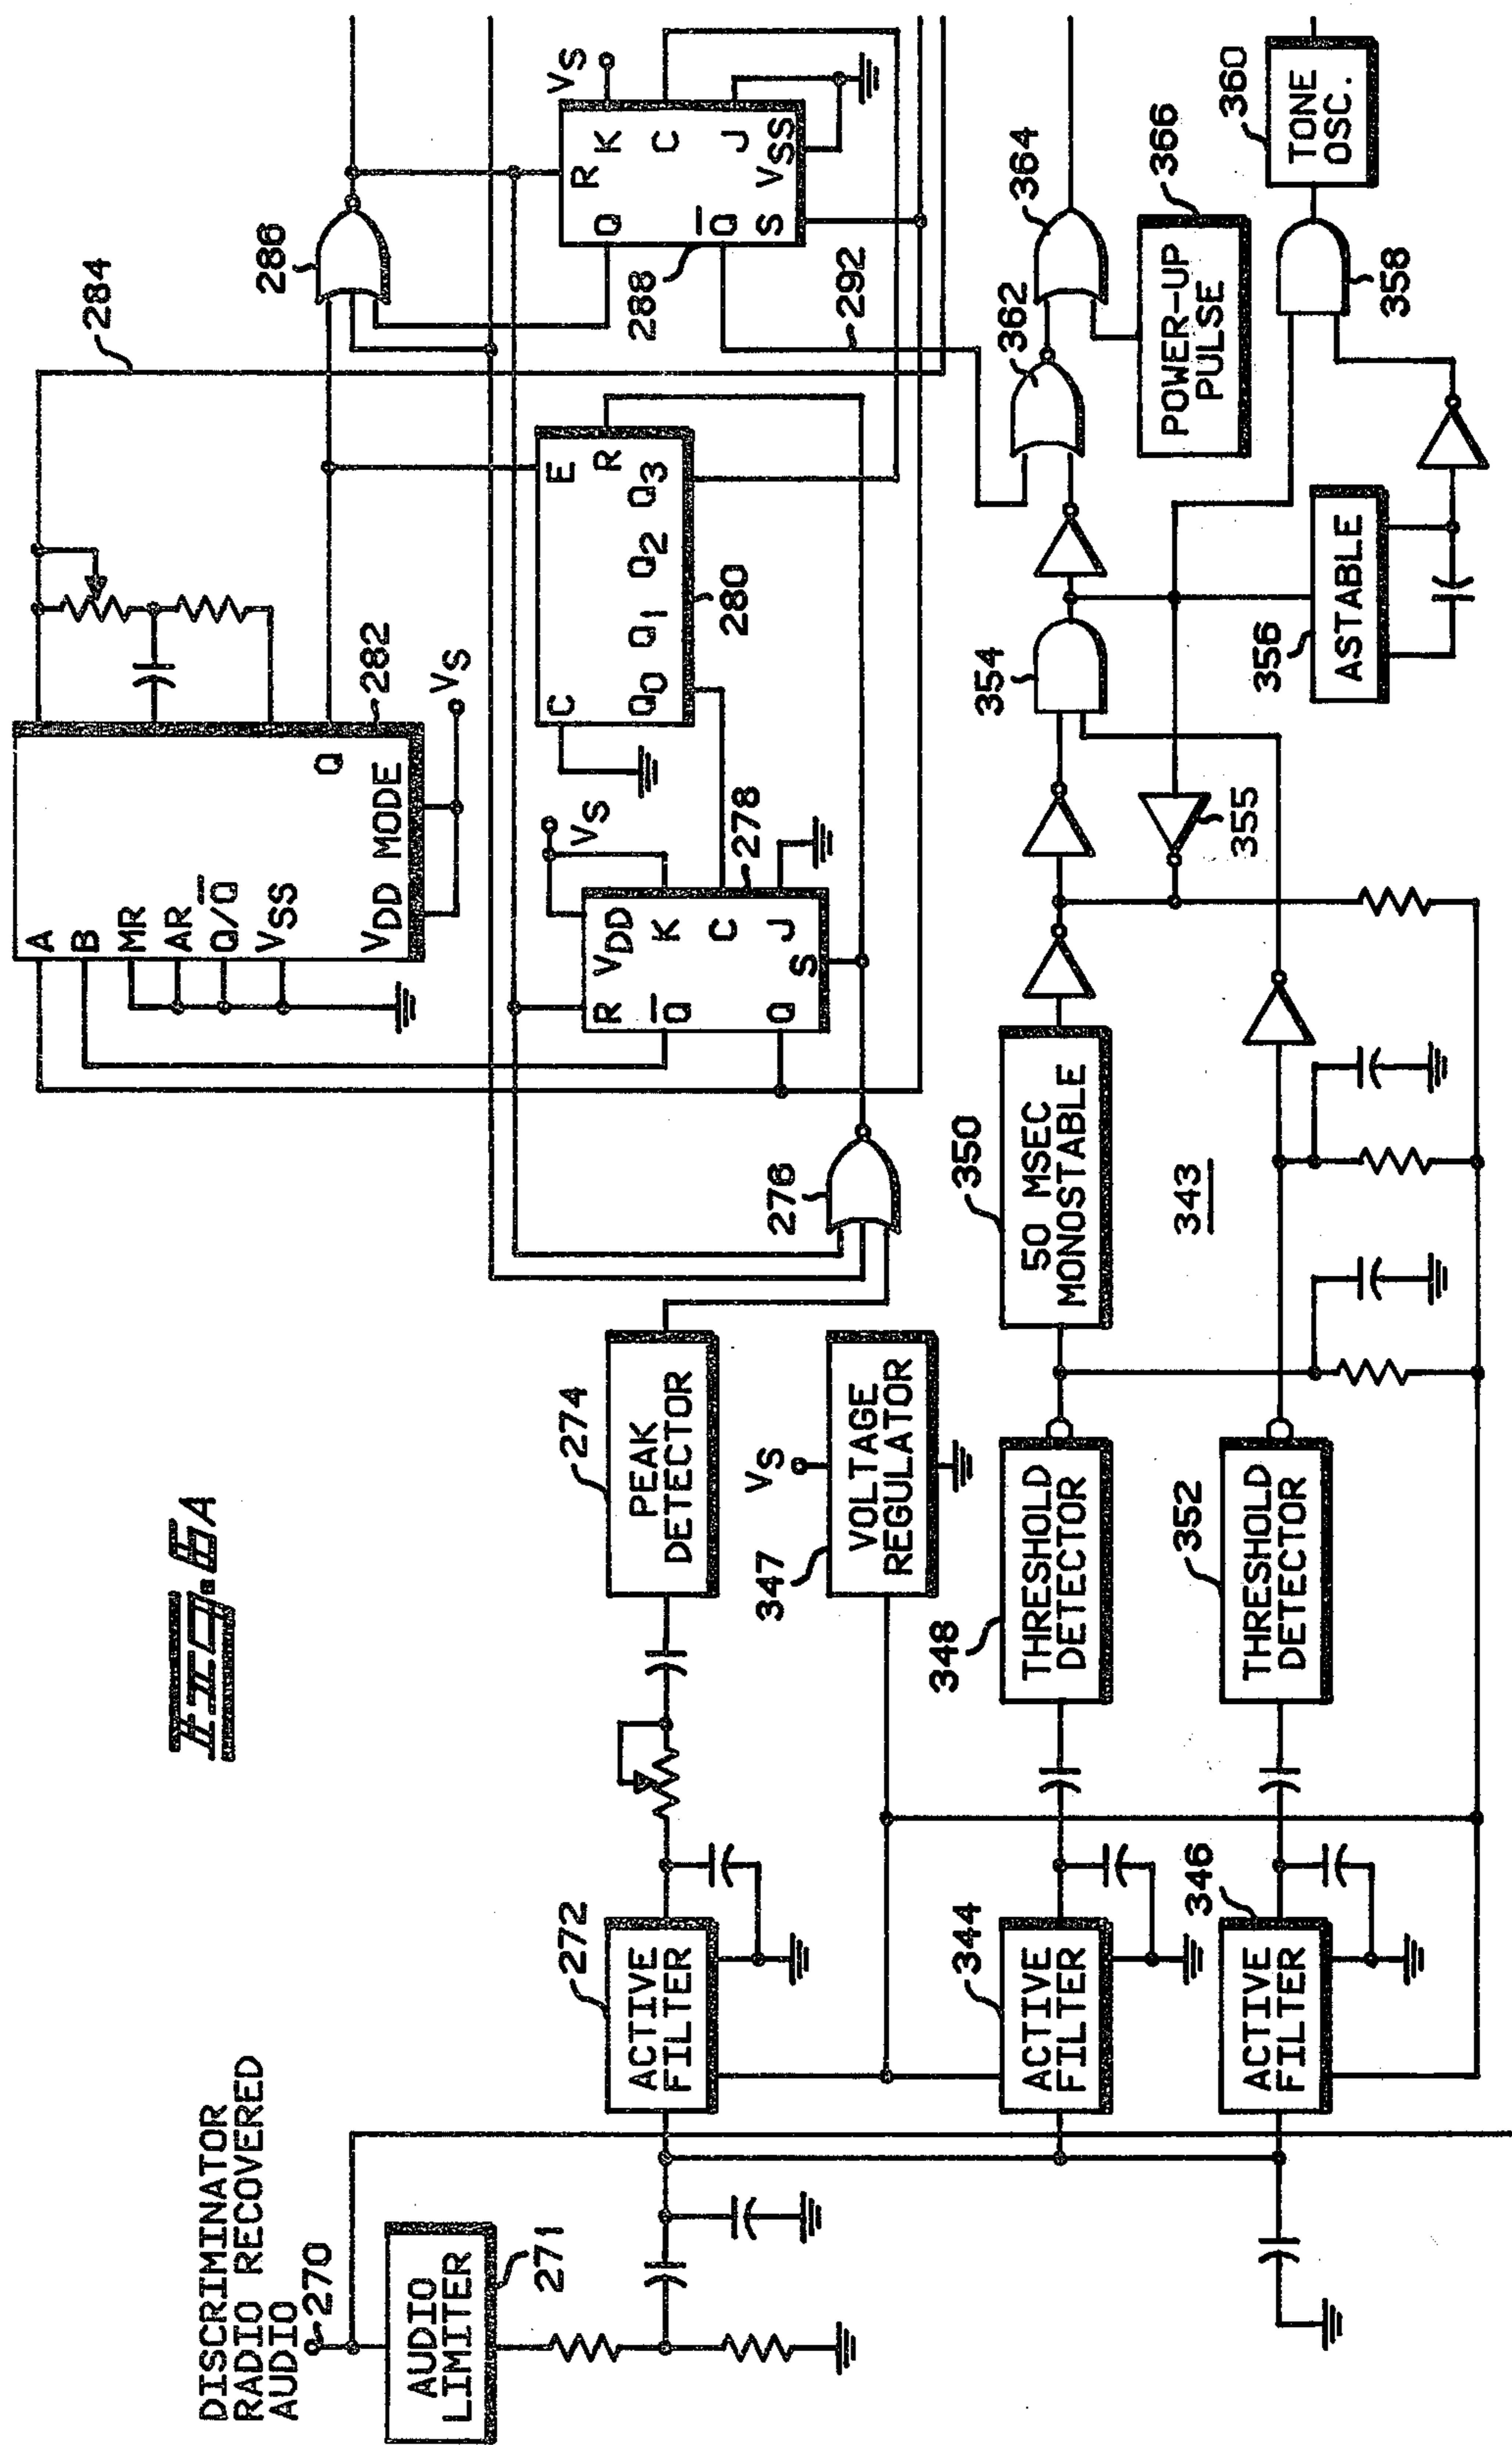 FIG. 6A
DISCRIMINATOR
RADIO RECOVERED
AUDIO
270
AUDIO
LIMITER
271
ACTIVE
FILTER
272
PEAK
DETECTOR
274
276
A
B
MR
AR
Q/Q̅
VSS
VDD MODE
Q
282
VS
284
286
R
VDD
Q̅
K
C
Q
J
S
278
VS
C
E
R
Q0 Q1 Q2 Q3
280
R
K
Q
C
Q̅
J
VSS
S
VS
288
292
VS
VOLTAGE
REGULATOR
347
ACTIVE
FILTER
344
THRESHOLD
DETECTOR
348
50 MSEC
MONOSTABLE
350
354
362
364
POWER-UP
PULSE
366
355
343
ACTIVE
FILTER
346
THRESHOLD
DETECTOR
352
ASTABLE
356
358
TONE
OSC.
360